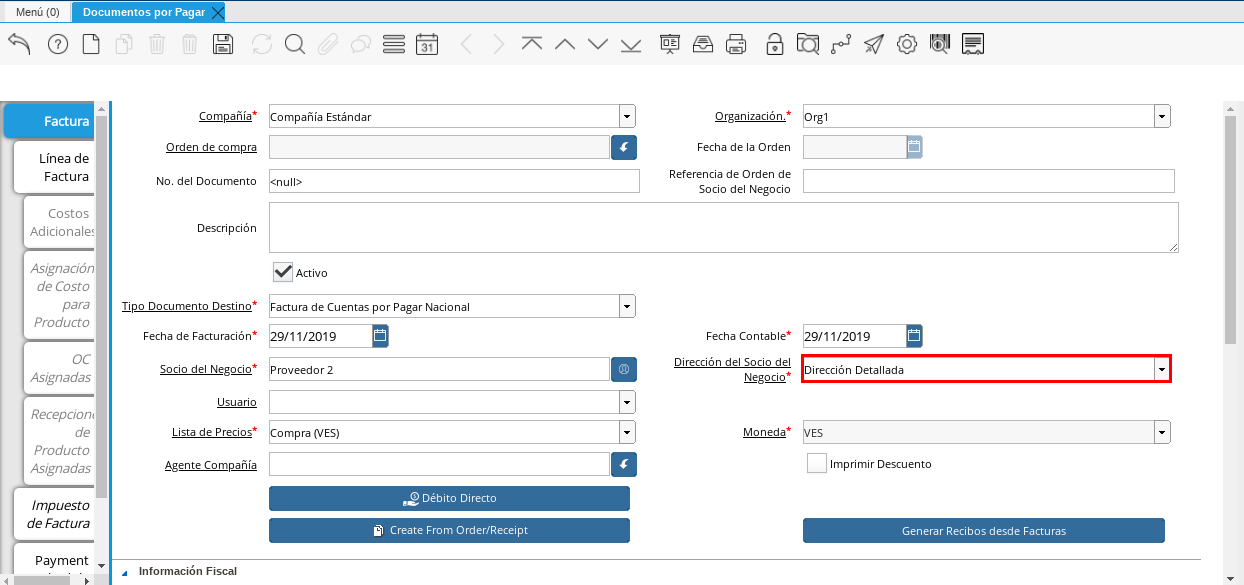 Menú (0)
Documentos por Pagar
31
Factura
Línea de
Factura
Costos
Adicionales
Asignación
de Costo
para
Producto
OC
Asignadas
de
Producto
Asignadas
Impuesto
de Factura
Payment
Compañía* Compañía Estándar
Organización.* Org1
Orden de compra
Fecha de la Orden
No. del Documento <null>
Referencia de Orden de
Socio del Negocio
Descripción
Activo
Tipo Documento Destino* Factura de Cuentas por Pagar Nacional
Fecha de Facturación* 29/11/2019
Fecha Contable* 29/11/2019
Socio del Negocio* Proveedor 2
Dirección del Socio del
Negocio* Dirección Detallada
Usuario
Lista de Precios* Compra (VES)
Moneda* VES
Agente Compañía
Imprimir Descuento
Débito Directo
Create From Order/Receipt
Generar Recibos desde Facturas
Información Fiscal